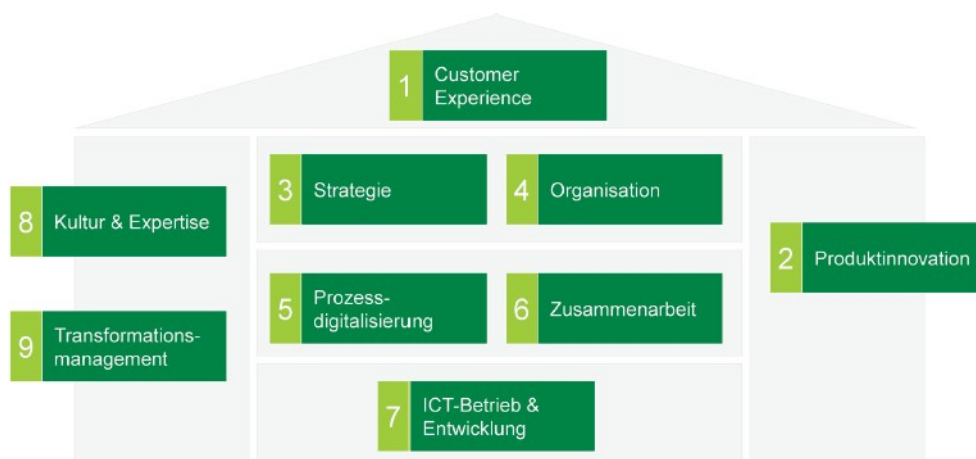 1 Customer
Experience
3 Strategie
4 Organisation
8 Kultur & Expertise
2 Produktinnovation
5 Prozess-
digitalisierung
6 Zusammenarbeit
9 Transformations-
management
7 ICT-Betrieb &
Entwicklung